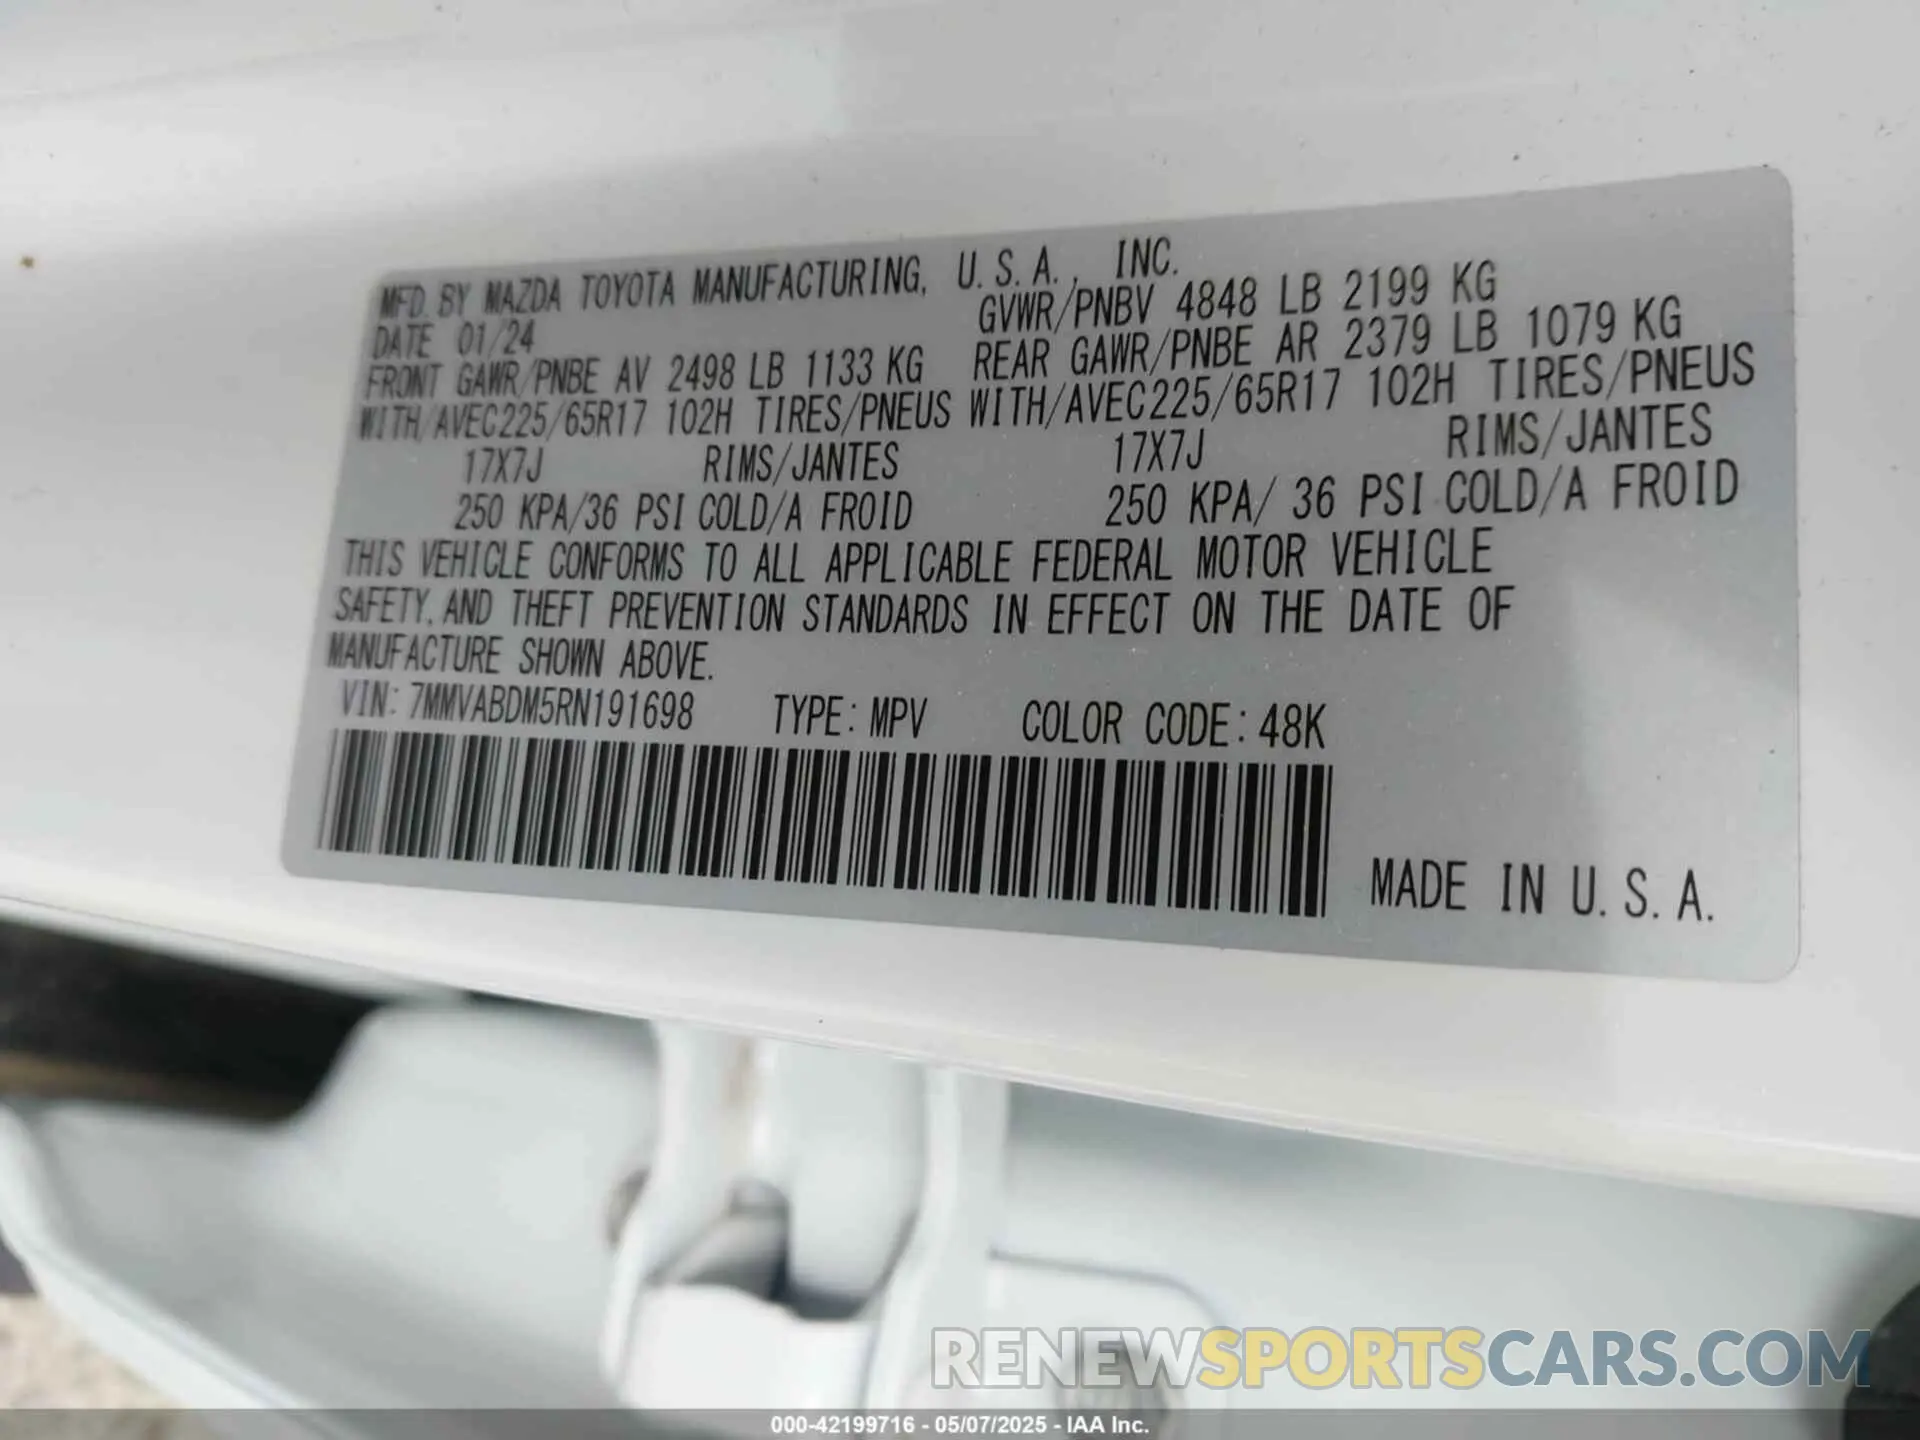 MFD. BY MAZDA TOYOTA MANUFACTURING, U.S.A., INC.
DATE 01/24 GVWR/PNBV 4848 LB 2199 KG
FRONT GAWR/PNBE AV 2498 LB 1133 KG REAR GAWR/PNBE AR 2379 LB 1079 KG
WITH/AVEC225/65R17 102H TIRES/PNEUS WITH/AVEC225/65R17 102H TIRES/PNEUS
17X7J RIMS/JANTES 17X7J RIMS/JANTES
250 KPA/36 PSI COLD/A FROID 250 KPA/ 36 PSI COLD/A FROID
THIS VEHICLE CONFORMS TO ALL APPLICABLE FEDERAL MOTOR VEHICLE
SAFETY, AND THEFT PREVENTION STANDARDS IN EFFECT ON THE DATE OF
MANUFACTURE SHOWN ABOVE.
VIN: 7MMVABDM5RN191698 TYPE: MPV COLOR CODE: 48K
MADE IN U.S.A.
RENEWSPORTSCARS.COM
000-42199716 - 05/07/2025 - IAA Inc.